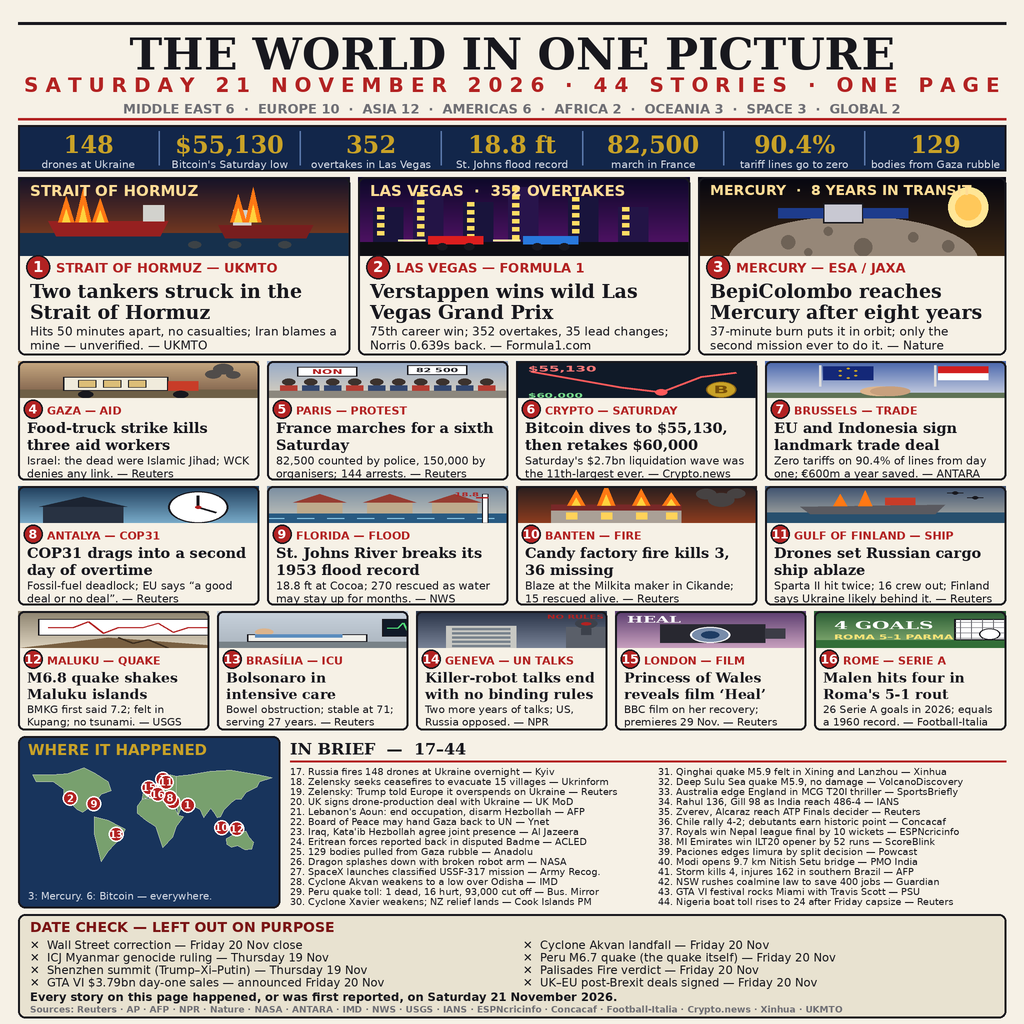 THE WORLD IN ONE PICTURE
SATURDAY 21 NOVEMBER 2026 · 44 STORIES · ONE PAGE
MIDDLE EAST 6 · EUROPE 10 · ASIA 12 · AMERICAS 6 · AFRICA 2 · OCEANIA 3 · SPACE 3 · GLOBAL 2
148
drones at Ukraine
$55,130
Bitcoin's Saturday low
352
overtakes in Las Vegas
18.8 ft
St. Johns flood record
82,500
march in France
90.4%
tariff lines go to zero
129
bodies from Gaza rubble
STRAIT OF HORMUZ
1 STRAIT OF HORMUZ — UKMTO
Two tankers struck in the
Strait of Hormuz
Hits 50 minutes apart, no casualties; Iran blames a
mine — unverified. — UKMTO
LAS VEGAS · 352 OVERTAKES
2 LAS VEGAS — FORMULA 1
Verstappen wins wild Las
Vegas Grand Prix
75th career win; 352 overtakes, 35 lead changes;
Norris 0.639s back. — Formula1.com
MERCURY · 8 YEARS IN TRANSIT
3 MERCURY — ESA / JAXA
BepiColombo reaches
Mercury after eight years
37-minute burn puts it in orbit; only the
second mission ever to do it. — Nature
4 GAZA — AID
Food-truck strike kills
three aid workers
Israel: the dead were Islamic Jihad; WCK
denies any link. — Reuters
NON
82 500
5 PARIS — PROTEST
France marches for a sixth
Saturday
82,500 counted by police, 150,000 by
organisers; 144 arrests. — Reuters
$55,130
$60,000
B
6 CRYPTO — SATURDAY
Bitcoin dives to $55,130,
then retakes $60,000
Saturday's $2.7bn liquidation wave was
the 11th-largest ever. — Crypto.news
7 BRUSSELS — TRADE
EU and Indonesia sign
landmark trade deal
Zero tariffs on 90.4% of lines from day
one; €600m a year saved. — ANTARA
8 ANTALYA — COP31
COP31 drags into a second
day of overtime
Fossil-fuel deadlock; EU says “a good
deal or no deal”. — Reuters
18.8
9 FLORIDA — FLOOD
St. Johns River breaks its
1953 flood record
18.8 ft at Cocoa; 270 rescued as water
may stay up for months. — NWS
10 BANTEN — FIRE
Candy factory fire kills 3,
36 missing
Blaze at the Milkita maker in Cikande;
15 rescued alive. — Reuters
11 GULF OF FINLAND — SHIP
Drones set Russian cargo
ship ablaze
Sparta II hit twice; 16 crew out; Finland
says Ukraine likely behind it. — Reuters
12 MALUKU — QUAKE
M6.8 quake shakes
Maluku islands
BMKG first said 7.2; felt in
Kupang; no tsunami. — USGS
13 BRASÍLIA — ICU
Bolsonaro in
intensive care
Bowel obstruction; stable at 71;
serving 27 years. — Reuters
NO RULES
14 GENEVA — UN TALKS
Killer-robot talks end
with no binding rules
Two more years of talks; US,
Russia opposed. — NPR
HEAL
15 LONDON — FILM
Princess of Wales
reveals film ‘Heal’
BBC film on her recovery;
premieres 29 Nov. — Reuters
4 GOALS
ROMA 5-1 PARMA
16 ROME — SERIE A
Malen hits four in
Roma's 5-1 rout
26 Serie A goals in 2026; equals
a 1960 record. — Football-Italia
WHERE IT HAPPENED
2
9
13
15
16
11
8
1
10
12
3: Mercury. 6: Bitcoin — everywhere.
IN BRIEF — 17–44
17. Russia fires 148 drones at Ukraine overnight — Kyiv
18. Zelensky seeks ceasefires to evacuate 15 villages — Ukrinform
19. Zelensky: Trump told Europe it overspends on Ukraine — Reuters
20. UK signs drone-production deal with Ukraine — UK MoD
21. Lebanon's Aoun: end occupation, disarm Hezbollah — AFP
22. Board of Peace may hand Gaza back to UN — Ynet
23. Iraq, Kata'ib Hezbollah agree joint presence — Al Jazeera
24. Eritrean forces reported back in disputed Badme — ACLED
25. 129 bodies pulled from Gaza rubble — Anadolu
26. Dragon splashes down with broken robot arm — NASA
27. SpaceX launches classified USSF-317 mission — Army Recog.
28. Cyclone Akvan weakens to a low over Odisha — IMD
29. Peru quake toll: 1 dead, 16 hurt, 93,000 cut off — Bus. Mirror
30. Cyclone Xavier weakens; NZ relief lands — Cook Islands PM
31. Qinghai quake M5.9 felt in Xining and Lanzhou — Xinhua
32. Deep Sulu Sea quake M5.9, no damage — VolcanoDiscovery
33. Australia edge England in MCG T20I thriller — SportsBriefly
34. Rahul 136, Gill 98 as India reach 486-4 — IANS
35. Zverev, Alcaraz reach ATP Finals decider — Reuters
36. Chile rally 4-2; debutants earn historic points — Concacaf
37. Royals win Nepal league final by 10 wickets — ESPNcricinfo
38. MI Emirates win ILT20 opener by 52 runs — ScoreBlink
39. Paciones edges Iimura by split decision — Powcast
40. Modi opens 9.7 km Nitish Setu bridge — PMO India
41. Storm kills 4, injures 162 in southern Brazil — AFP
42. NSW rushes coalmine law to save 400 jobs — Guardian
43. GTA VI festival rocks Miami with Travis Scott — PSU
44. Nigeria boat toll rises to 24 after Friday capsize — Reuters
DATE CHECK — LEFT OUT ON PURPOSE
✕ Wall Street correction — Friday 20 Nov close
✕ ICJ Myanmar genocide ruling — Thursday 19 Nov
✕ Shenzhen summit (Trump–Xi–Putin) — Thursday 19 Nov
✕ GTA VI $3.79bn day-one sales — announced Friday 20 Nov
✕ Cyclone Akvan landfall — Friday 20 Nov
✕ Peru M6.7 quake (the quake itself) — Friday 20 Nov
✕ Palisades Fire verdict — Friday 20 Nov
✕ UK–EU post-Brexit deals signed — Friday 20 Nov
Every story on this page happened, or was first reported, on Saturday 21 November 2026.
Sources: Reuters · AP · AFP · NPR · Nature · NASA · ANTARA · IMD · NWS · USGS · IANS · ESPNcricinfo · Concacaf · Football-Italia · Crypto.news · Xinhua · UKMTO